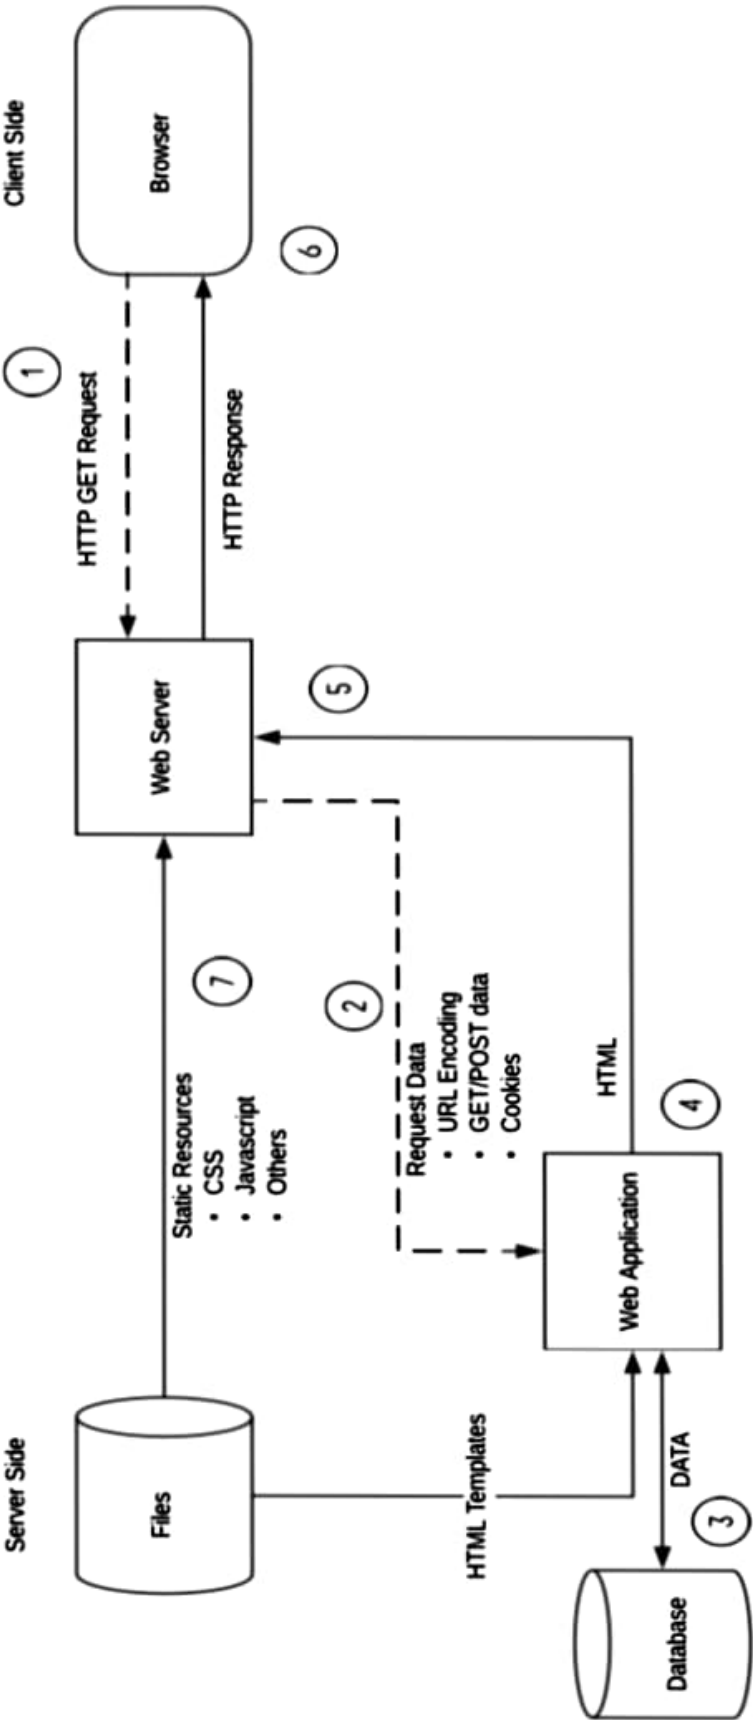 Server Side
Client Side
1
Files
Static Resources
• CSS
• Javascript
• Others
7
Web Server
HTTP GET Request
HTTP Response
Browser
6
2
5
Request Data
• URL Encoding
• GET/POST data
• Cookies
HTML Templates
HTML
Web Application
4
DATA
3
Database